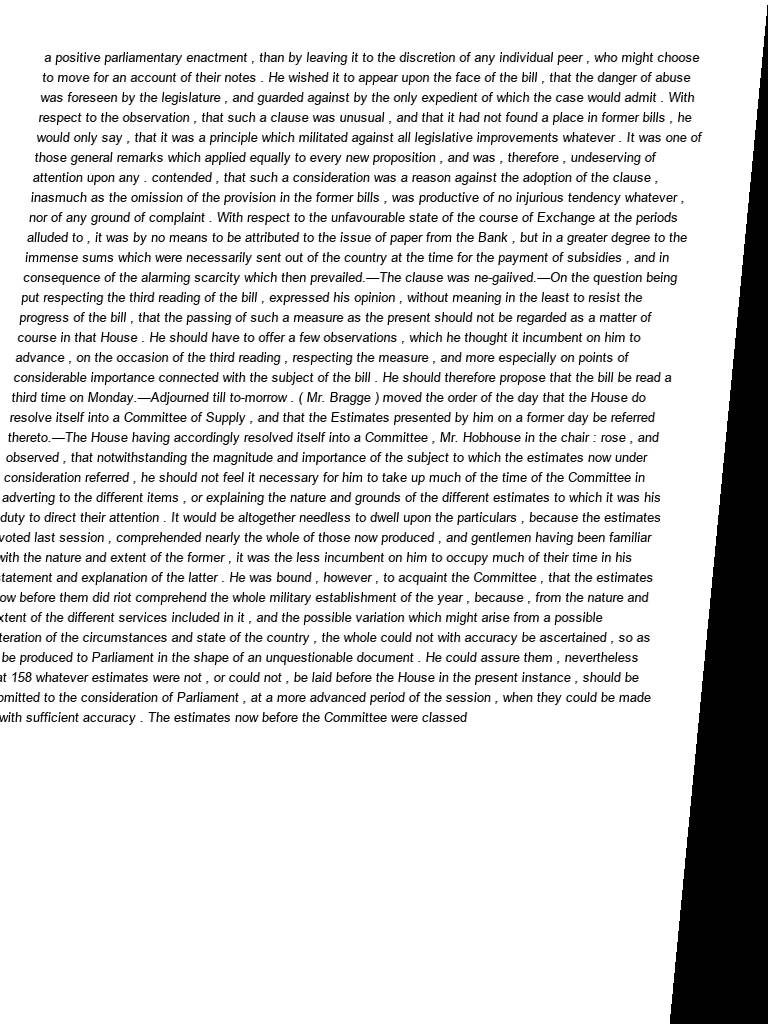 a positive parliamentary enactment , than by leaving it to the discretion of any individual peer , who might choose
to move for an account of their notes . He wished it to appear upon the face of the bill , that the danger of abuse
was foreseen by the legislature , and guarded against by the only expedient of which the case would admit . With
respect to the observation , that such a clause was unusual , and that it had not found a place in former bills , he
would only say , that it was a principle which militated against all legislative improvements whatever . It was one of
those general remarks which applied equally to every new proposition , and was , therefore , undeserving of
attention upon any . contended , that such a consideration was a reason against the adoption of the clause ,
inasmuch as the omission of the provision in the former bills , was productive of no injurious tendency whatever ,
nor of any ground of complaint . With respect to the unfavourable state of the course of Exchange at the periods
alluded to , it was by no means to be attributed to the issue of paper from the Bank , but in a greater degree to the
immense sums which were necessarily sent out of the country at the time for the payment of subsidies , and in
consequence of the alarming scarcity which then prevailed.—The clause was ne-gaiived.—On the question being
put respecting the third reading of the bill , expressed his opinion , without meaning in the least to resist the
progress of the bill , that the passing of such a measure as the present should not be regarded as a matter of
course in that House . He should have to offer a few observations , which he thought it incumbent on him to
advance , on the occasion of the third reading , respecting the measure , and more especially on points of
considerable importance connected with the subject of the bill . He should therefore propose that the bill be read a
third time on Monday.—Adjourned till to-morrow . ( Mr. Bragge ) moved the order of the day that the House do
resolve itself into a Committee of Supply , and that the Estimates presented by him on a former day be referred
thereto.—The House having accordingly resolved itself into a Committee , Mr. Hobhouse in the chair : rose , and
observed , that notwithstanding the magnitude and importance of the subject to which the estimates now under
consideration referred , he should not feel it necessary for him to take up much of the time of the Committee in
adverting to the different items , or explaining the nature and grounds of the different estimates to which it was his
duty to direct their attention . It would be altogether needless to dwell upon the particulars , because the estimates
voted last session , comprehended nearly the whole of those now produced , and gentlemen having been familiar
with the nature and extent of the former , it was the less incumbent on him to occupy much of their time in his
statement and explanation of the latter . He was bound , however , to acquaint the Committee , that the estimates
now before them did riot comprehend the whole military establishment of the year , because , from the nature and
extent of the different services included in it , and the possible variation which might arise from a possible
of the circumstances and state of the country , the whole could not with accuracy be ascertained , so as
be produced to Parliament in the shape of an unquestionable document . He could assure them , nevertheless
158 whatever estimates were not , or could not , be laid before the House in the present instance , should be
to the consideration of Parliament , at a more advanced period of the session , when they could be made
with sufficient accuracy . The estimates now before the Committee were classed